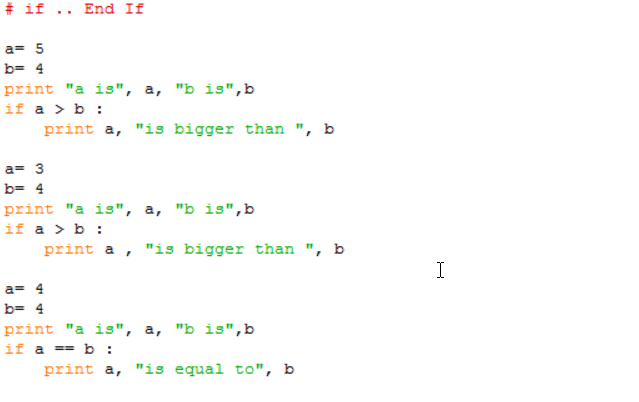 # if .. End If
a= 5
b= 4
print "a is", a, "b is",b
if a > b :
    print a, "is bigger than ", b
a= 3
b= 4
print "a is", a, "b is",b
if a > b :
    print a , "is bigger than ", b
a= 4
b= 4
print "a is", a, "b is",b
if a == b :
    print a, "is equal to", b